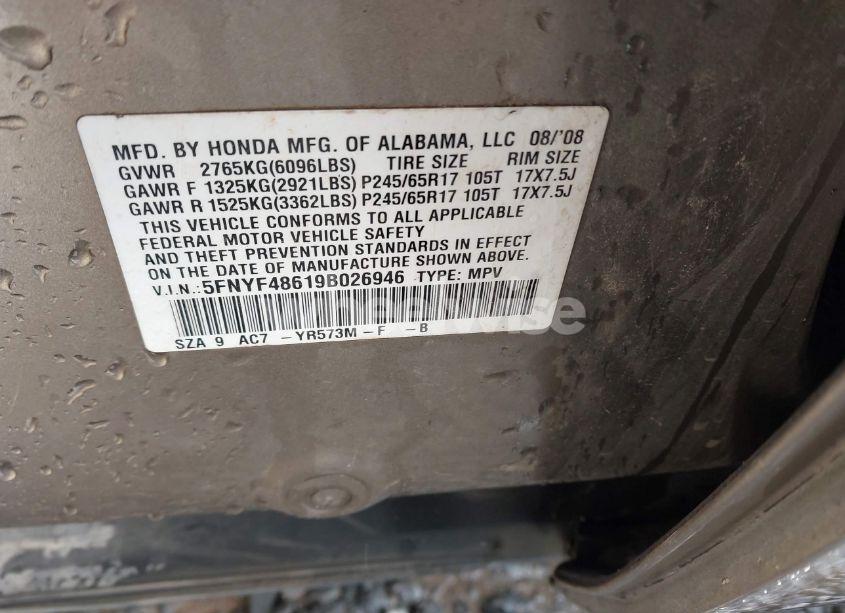 MFD. BY HONDA MFG. OF ALABAMA, LLC 08/'08
GVWR 2765KG(6096LBS) TIRE SIZE RIM SIZE
GAWR F 1325KG(2921LBS) P245/65R17 105T 17X7.5J
GAWR R 1525KG(3362LBS) P245/65R17 105T 17X7.5J
THIS VEHICLE CONFORMS TO ALL APPLICABLE
FEDERAL MOTOR VEHICLE SAFETY
AND THEFT PREVENTION STANDARDS IN EFFECT
ON THE DATE OF MANUFACTURE SHOWN ABOVE.
V.I.N.: 5FNYF48619B026946 TYPE: MPV
SZA 9 AC7 -YR573M -F -B